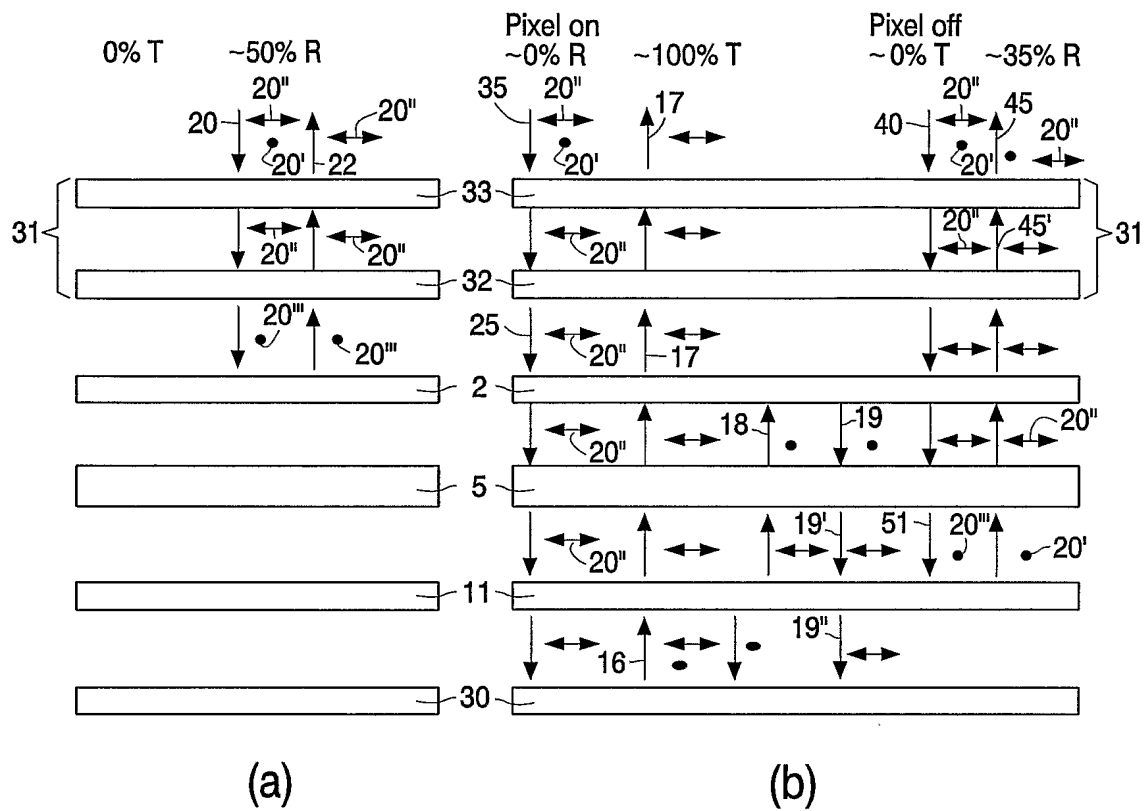 Pixel on
Pixel off
0% T ~50% R ~0% R ~100% T ~0% T ~35% R
20" 35 20" 17 20" 45
20 20" 40 20"
20' 22 20' 20'
33
31 20" 20" 20" 20" 45' 31
32
20''' 20''' 25 20" 17
2
20" 18 19 20"
5
20" 19' 51 20''' 20'
11
16 19"
30
(a) (b)